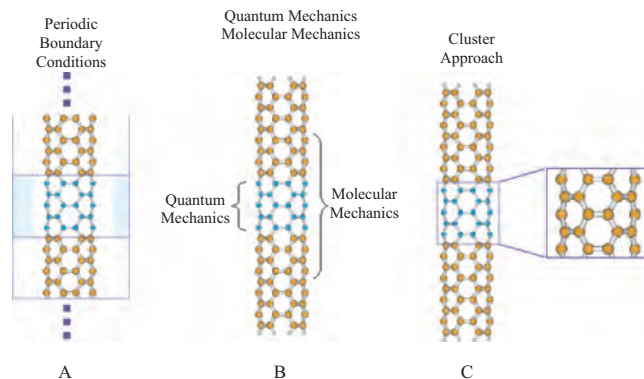 Periodic
Boundary
Conditions
Quantum Mechanics
Molecular Mechanics
Cluster
Approach
Quantum
Mechanics
Molecular
Mechanics
A
B
C